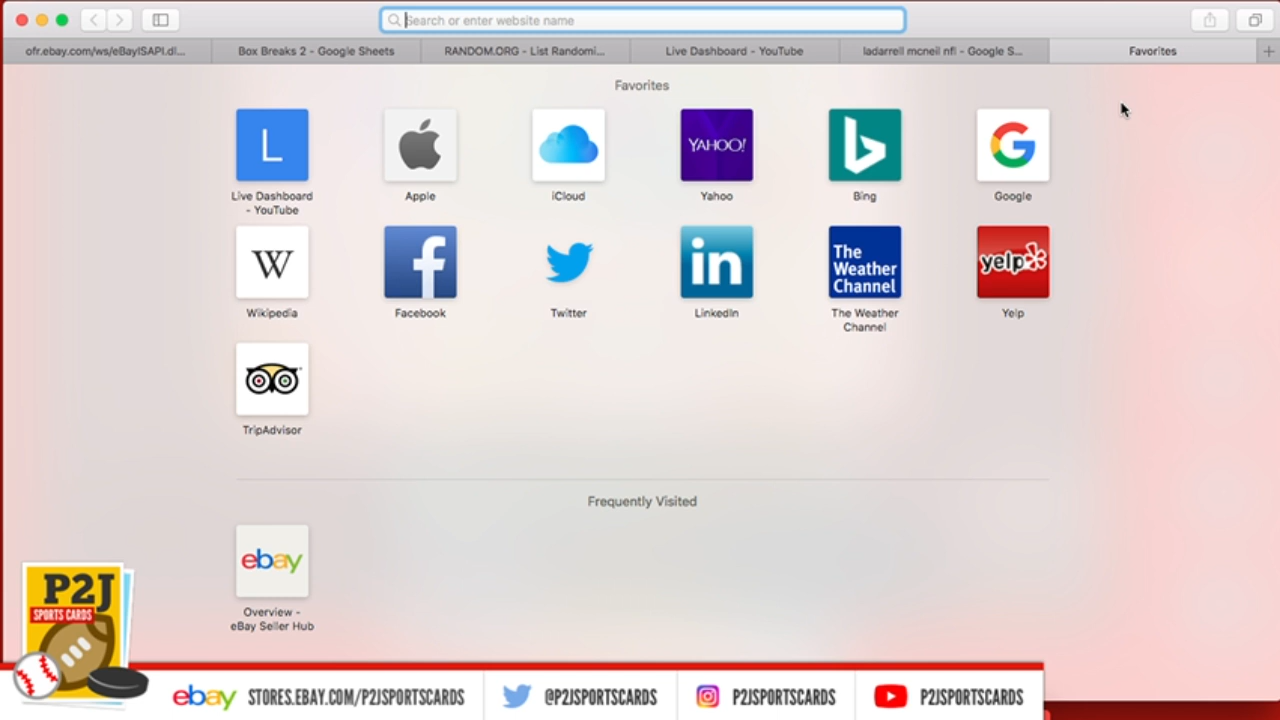 Search or enter website name
ofr.ebay.com/ws/eBayISAPI.dl...
Box Breaks 2 - Google Sheets
RANDOM.ORG - List Randomi...
Live Dashboard - YouTube
ladarrell mcneil nfl - Google S...
Favorites
Favorites
L
YAHOO!
Live Dashboard
- YouTube
Apple
iCloud
Yahoo
Bing
Google
W
f
in
The
Weather
Channel
yelp
Wikipedia
Facebook
Twitter
LinkedIn
The Weather
Channel
Yelp
TripAdvisor
Frequently Visited
ebay
Overview -
eBay Seller Hub
P2J
SPORTS CARDS
ebay STORES.EBAY.COM/P2JSPORTSCARDS
@P2JSPORTSCARDS
P2JSPORTSCARDS
P2JSPORTSCARDS